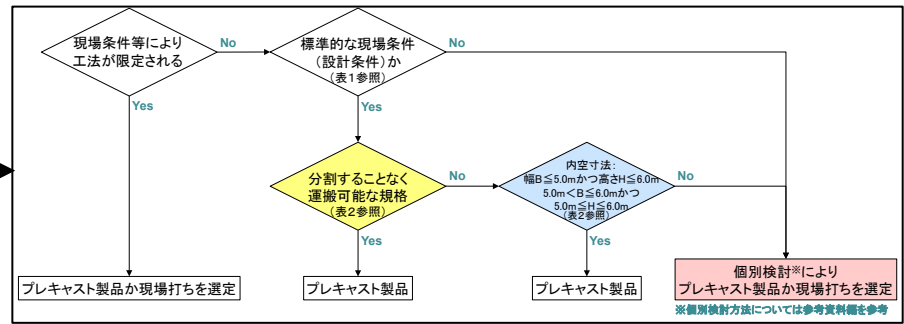 現場条件等により
工法が限定される
No
標準的な現場条件
(設計条件)か
(表1参照)
No
Yes
Yes
分割することなく
運搬可能な規格
(表2参照)
No
内空寸法:
幅B≦5.0mかつ高さH≦6.0m
5.0m<B≦6.0mかつ
5.0m≦H≦6.0m
(表2参照)
No
Yes
Yes
プレキャスト製品か現場打ちを選定
プレキャスト製品
プレキャスト製品
個別検討※により
プレキャスト製品か現場打ちを選定
※個別検討方法については参考資料編を参考